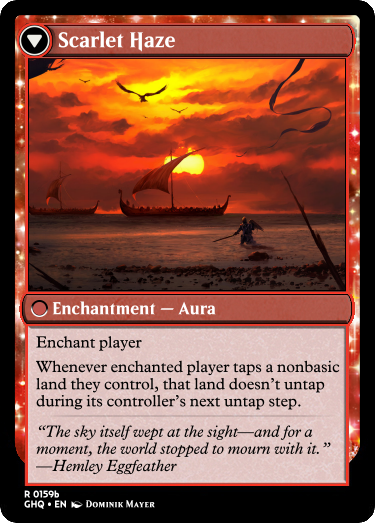 Scarlet Haze
Enchantment — Aura
Enchant player
Whenever enchanted player taps a nonbasic
land they control, that land doesn't untap
during its controller's next untap step.
"The sky itself wept at the sight—and for a
moment, the world stopped to mourn with it."
—Hemley Eggfeather
R 0159b
GHQ • EN Dominik Mayer